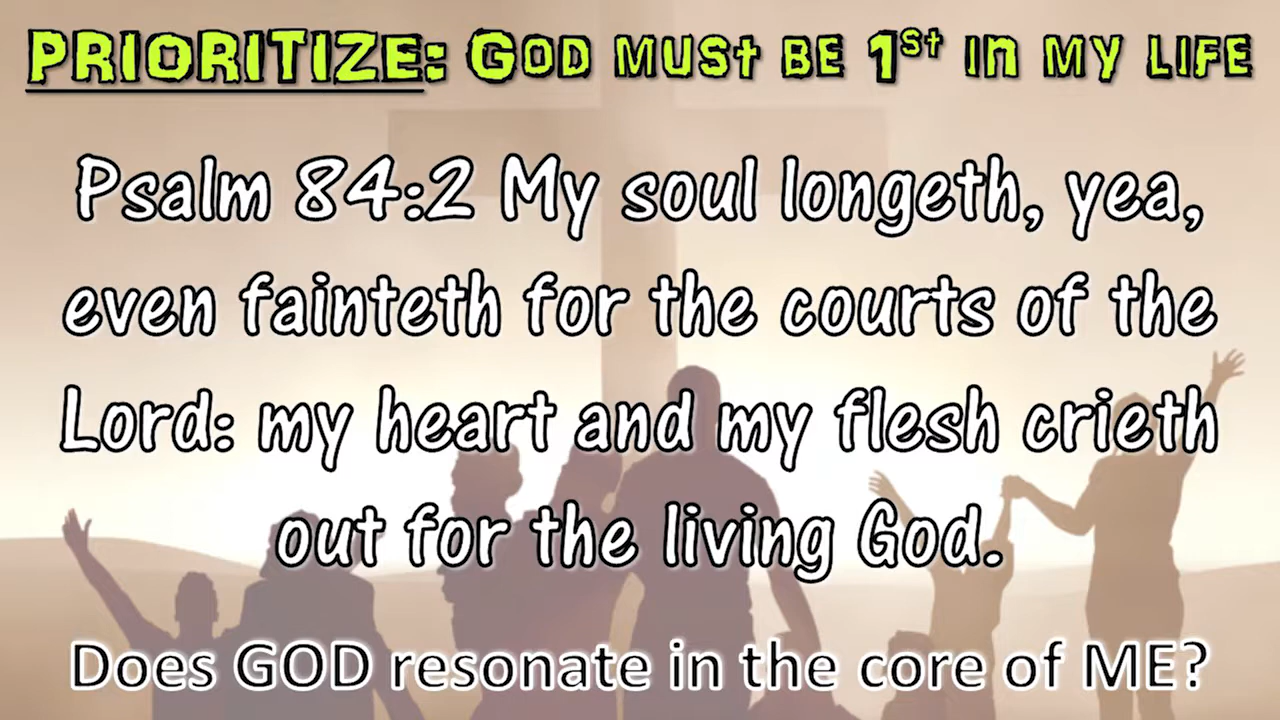 PRIORITIZE: GOD MUST BE 1st IN MY LIFE
Psalm 84:2 My soul longeth, yea,
even fainteth for the courts of the
Lord: my heart and my flesh crieth
out for the living God.
Does GOD resonate in the core of ME?